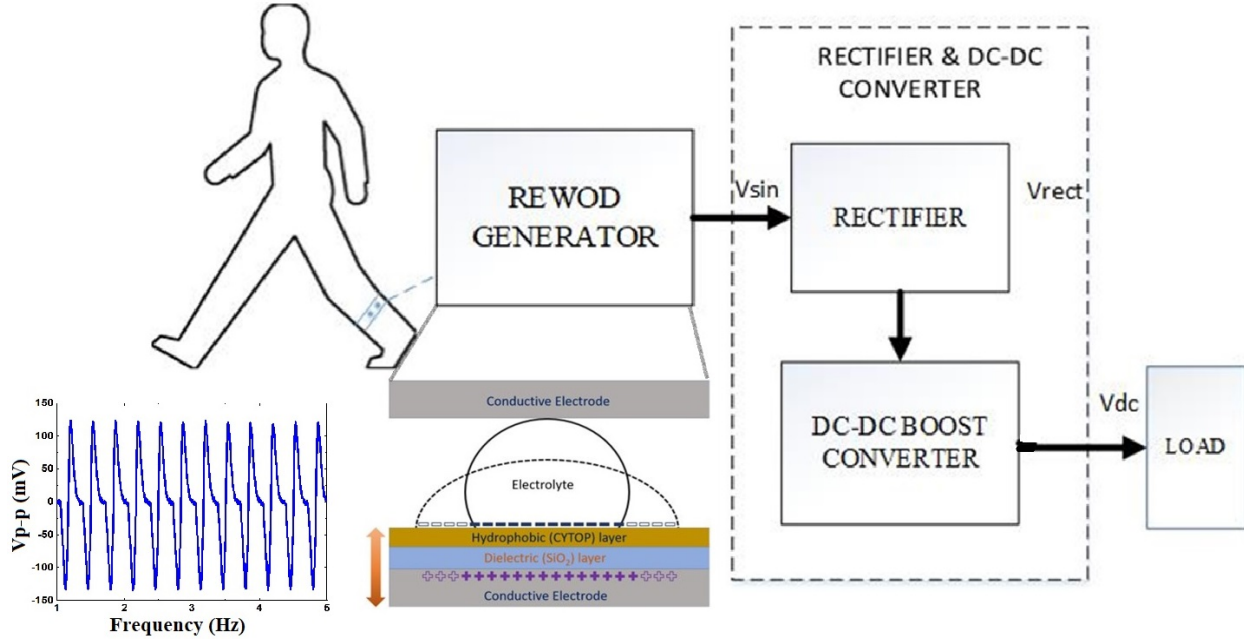 RECTIFIER & DC-DC
CONVERTER
REWOD
GENERATOR
Vsin
RECTIFIER
Vrect
DC-DC BOOST
CONVERTER
Vdc
LOAD
Conductive Electrode
Electrolyte
Hydrophobic (CYTOP) layer
Dielectric (SiO₂) layer
Conductive Electrode
150
100
50
0
-50
-100
-150
Vp-p (mV)
1 2 3 4 5 6
Frequency (Hz)